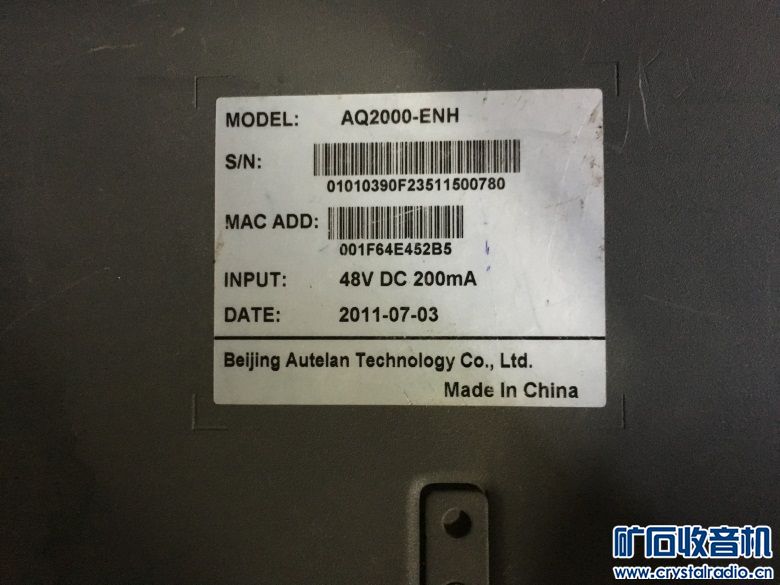 MODEL: AQ2000-ENH
S/N:
01010390F23511500780
MAC ADD:
001F64E452B5
INPUT: 48V DC 200mA
DATE: 2011-07-03
Beijing Autelan Technology Co., Ltd.
Made In China
矿石收音机
www.crystalradio.cn